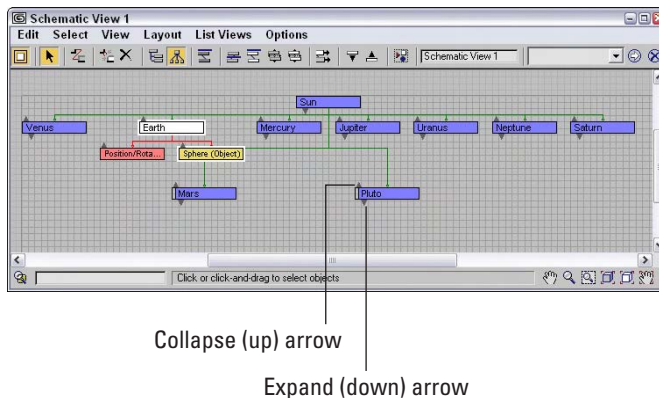 Schematic View 1
Edit Select View Layout List Views Options
Schematic View 1
Sun
Venus Earth Mercury Jupiter Uranus Neptune Saturn
Position/Rota... Sphere (Object)
Mars Pluto
Click or click-and-drag to select objects
Collapse (up) arrow
Expand (down) arrow